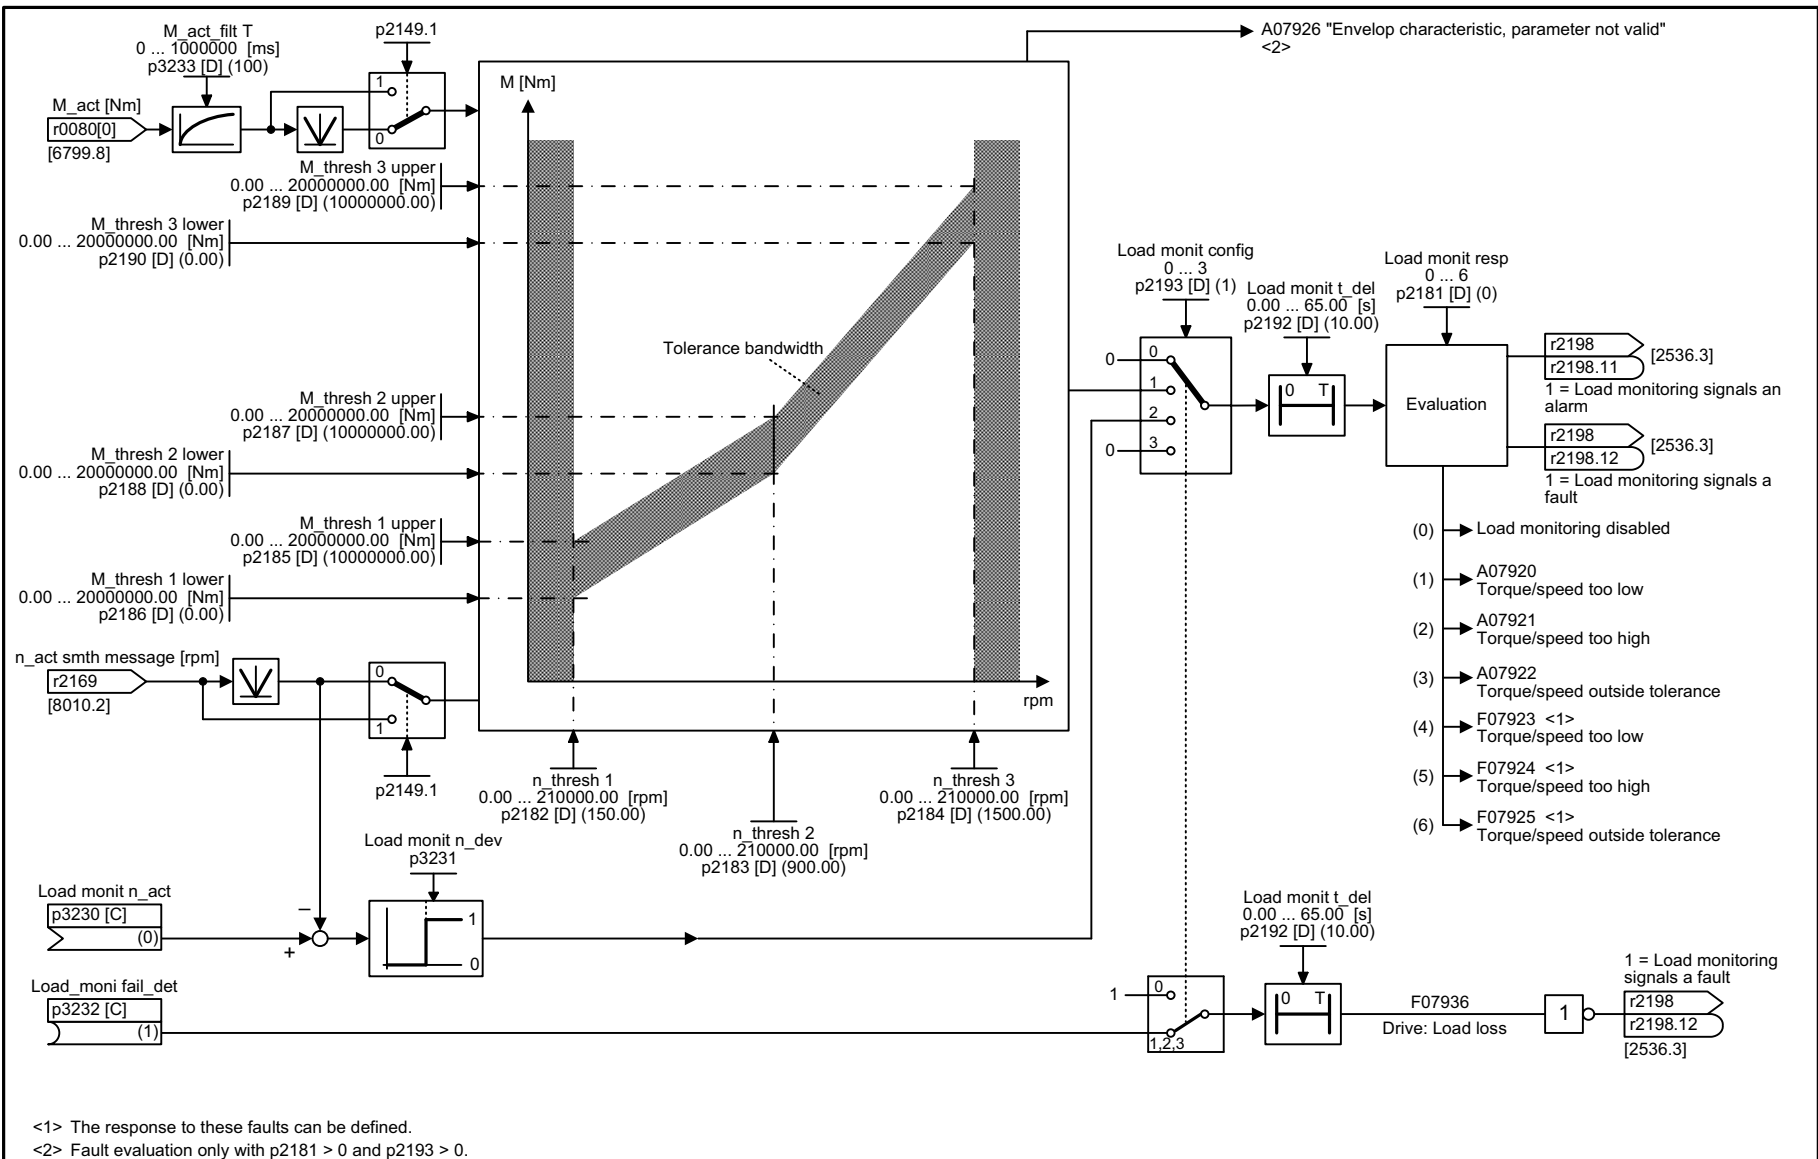 M_act_filt T
0 ... 1000000 [ms]
p3233 [D] (100)
p2149.1
A07926 "Envelop characteristic, parameter not valid"
<2>
M_act [Nm]
r0080[0]
[6799.8]
1
0
M [Nm]
M_thresh 3 upper
0.00 ... 20000000.00 [Nm]
p2189 [D] (10000000.00)
M_thresh 3 lower
0.00 ... 20000000.00 [Nm]
p2190 [D] (0.00)
Tolerance bandwidth
M_thresh 2 upper
0.00 ... 20000000.00 [Nm]
p2187 [D] (10000000.00)
M_thresh 2 lower
0.00 ... 20000000.00 [Nm]
p2188 [D] (0.00)
M_thresh 1 upper
0.00 ... 20000000.00 [Nm]
p2185 [D] (10000000.00)
M_thresh 1 lower
0.00 ... 20000000.00 [Nm]
p2186 [D] (0.00)
n_act smth message [rpm]
r2169
[8010.2]
0
1
p2149.1
rpm
n_thresh 1
0.00 ... 210000.00 [rpm]
p2182 [D] (150.00)
n_thresh 2
0.00 ... 210000.00 [rpm]
p2183 [D] (900.00)
n_thresh 3
0.00 ... 210000.00 [rpm]
p2184 [D] (1500.00)
Load monit config
0 ... 3
p2193 [D] (1)
0
0
1
2
0
3
Load monit t_del
0.00 ... 65.00 [s]
p2192 [D] (10.00)
0 T
Load monit resp
0 ... 6
p2181 [D] (0)
Evaluation
r2198
r2198.11
[2536.3]
1 = Load monitoring signals an
alarm
r2198
r2198.12
[2536.3]
1 = Load monitoring signals a
fault
(0) Load monitoring disabled
(1) A07920
Torque/speed too low
(2) A07921
Torque/speed too high
(3) A07922
Torque/speed outside tolerance
(4) F07923 <1>
Torque/speed too low
(5) F07924 <1>
Torque/speed too high
(6) F07925 <1>
Torque/speed outside tolerance
Load monit n_dev
p3231
1
0
Load monit n_act
p3230 [C]
(0)
+
–
Load_moni fail_det
p3232 [C]
(1)
1
0
1,2,3
Load monit t_del
0.00 ... 65.00 [s]
p2192 [D] (10.00)
0 T
F07936
Drive: Load loss
1
1 = Load monitoring
signals a fault
r2198
r2198.12
[2536.3]
<1> The response to these faults can be defined.
<2> Fault evaluation only with p2181 > 0 and p2193 > 0.